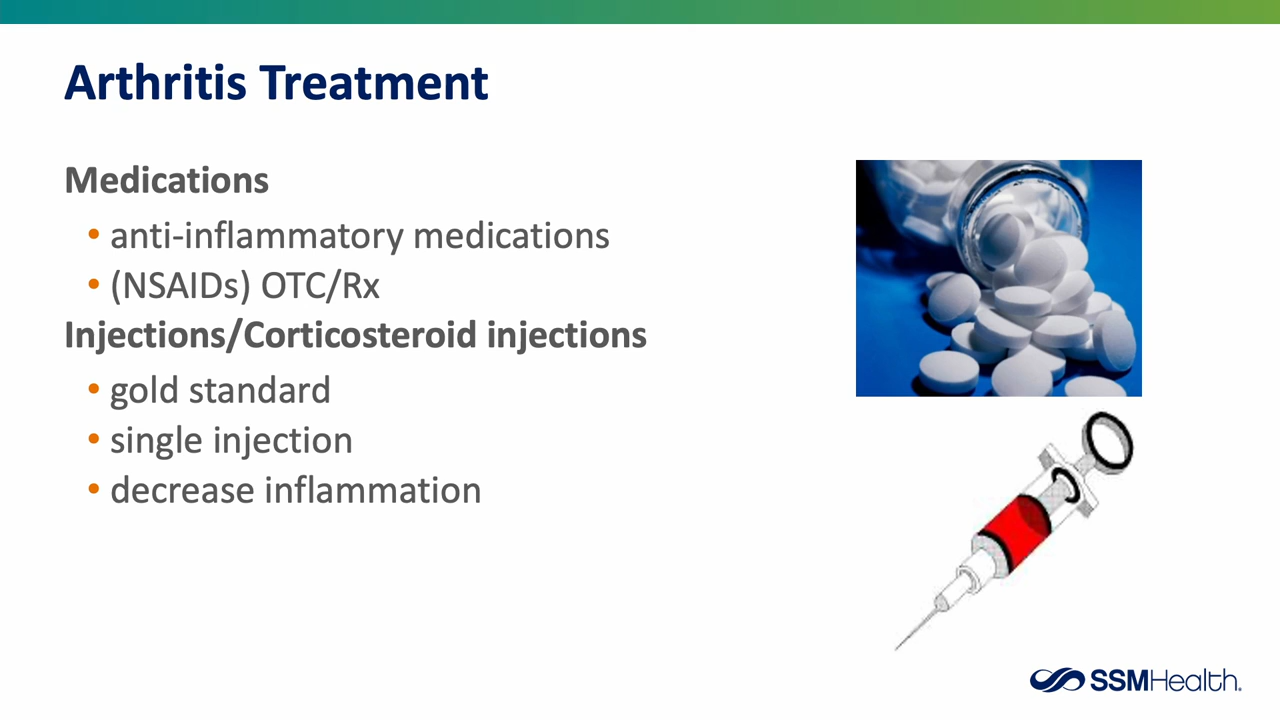 Arthritis Treatment
Medications
• anti-inflammatory medications
• (NSAIDs) OTC/Rx
Injections/Corticosteroid injections
• gold standard
• single injection
• decrease inflammation
SSMHealth.